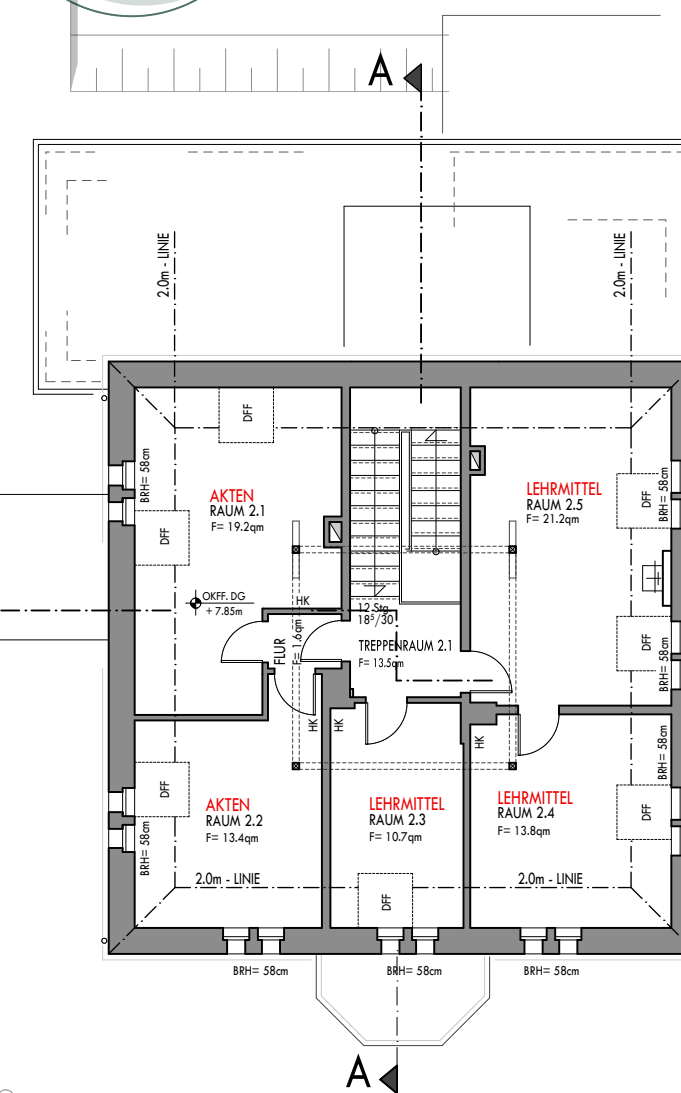 A
2.0m - LINIE
2.0m - LINIE
DFF
BRH= 58cm
AKTEN
RAUM 2.1
F= 19.2qm
DFF
LEHRMITTEL
RAUM 2.5
F= 21.2qm
DFF
BRH= 58cm
OKFF. DG
+ 7.85m
HK
12 Stg.
18⁵/30
FLUR
F= 1.6qm
TREPPENRAUM 2.1
F= 13.5qm
DFF
BRH= 58cm
HK
HK
HK
BRH= 58cm
DFF
AKTEN
RAUM 2.2
F= 13.4qm
BRH= 58cm
LEHRMITTEL
RAUM 2.3
F= 10.7qm
LEHRMITTEL
RAUM 2.4
F= 13.8qm
DFF
2.0m - LINIE
2.0m - LINIE
DFF
BRH= 58cm
BRH= 58cm
BRH= 58cm
A